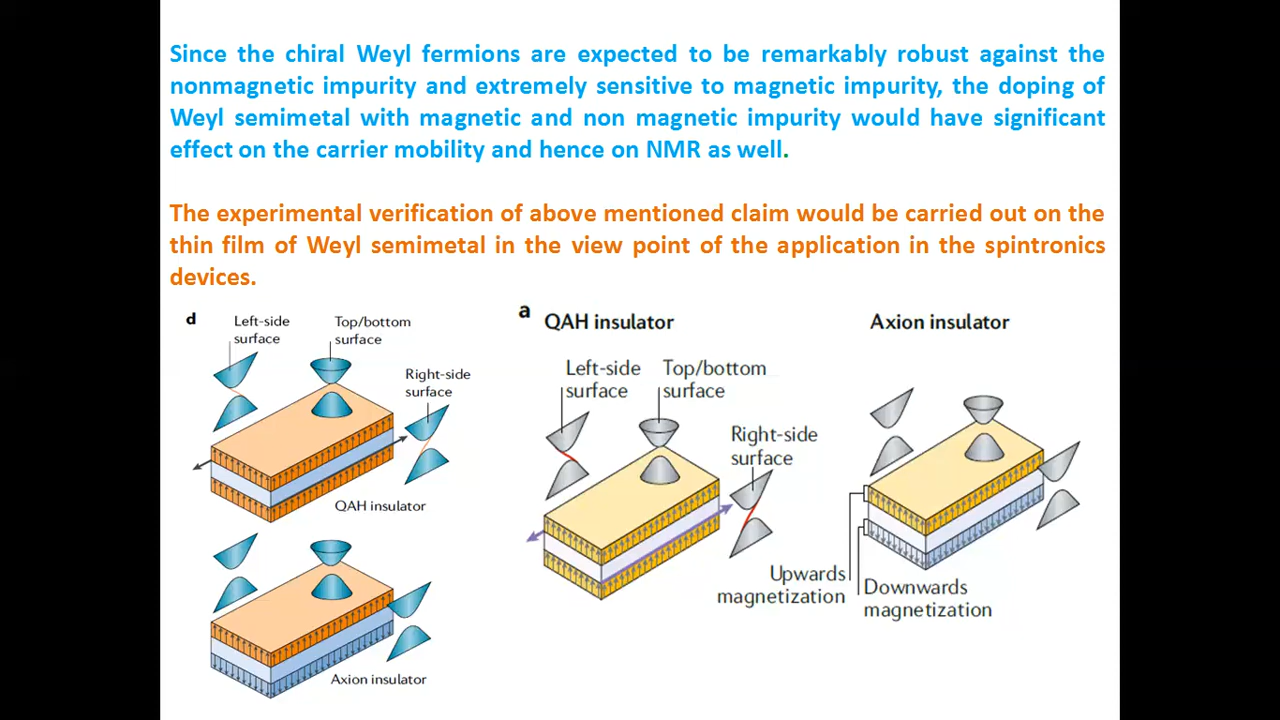 Since the chiral Weyl fermions are expected to be remarkably robust against the
nonmagnetic impurity and extremely sensitive to magnetic impurity, the doping of
Weyl semimetal with magnetic and non magnetic impurity would have significant
effect on the carrier mobility and hence on NMR as well.
The experimental verification of above mentioned claim would be carried out on the
thin film of Weyl semimetal in the view point of the application in the spintronics
devices.
d
Left-side
surface
Top/bottom
surface
Right-side
surface
QAH insulator
Axion insulator
a
QAH insulator
Left-side
surface
Top/bottom
surface
Right-side
surface
Axion insulator
Upwards
magnetization
Downwards
magnetization